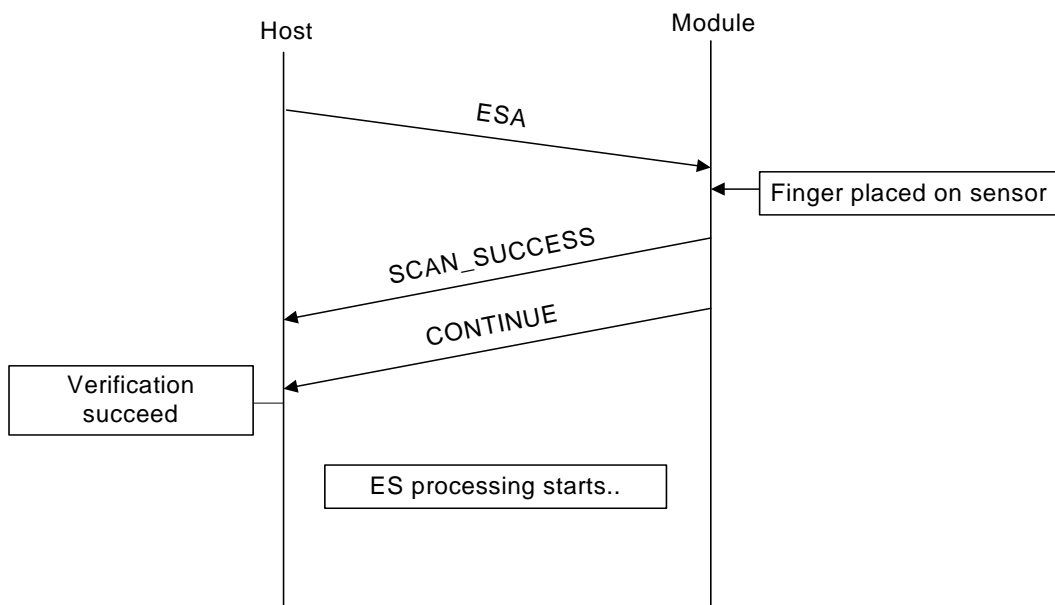 Host
Module
ESA
Finger placed on sensor
SCAN_SUCCESS
CONTINUE
Verification
succeed
ES processing starts..